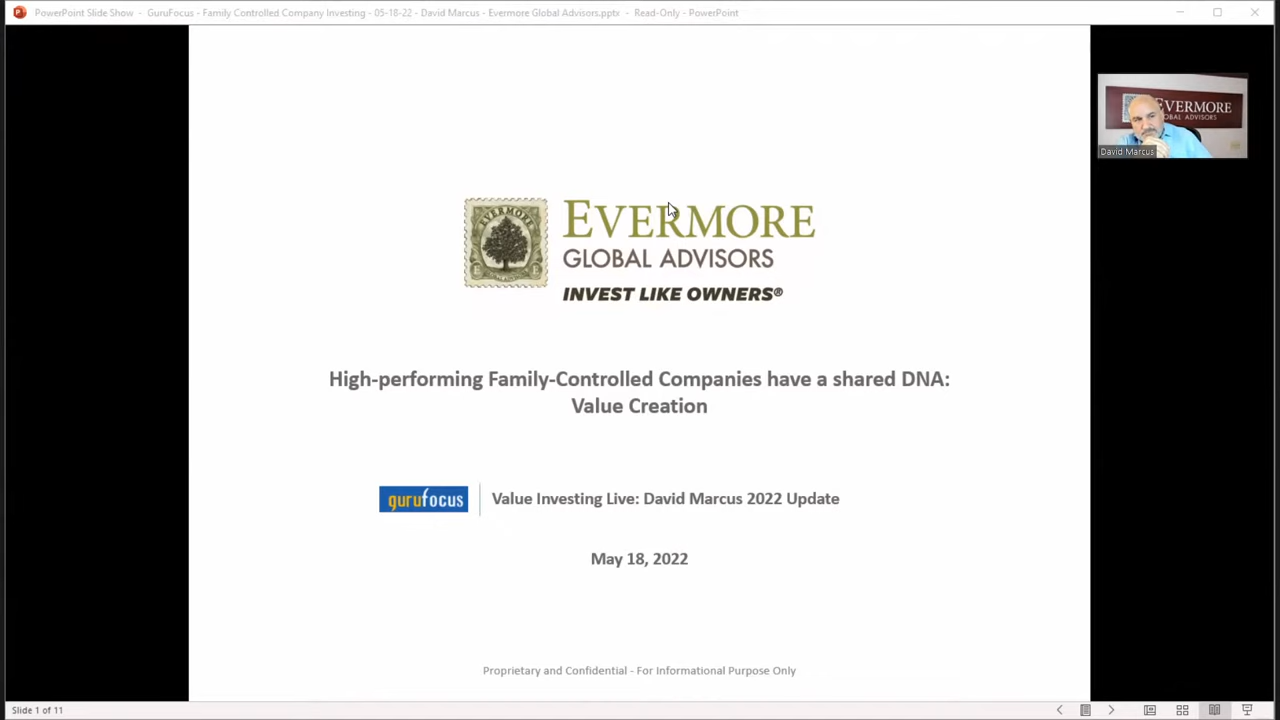 PowerPoint Slide Show - GuruFocus - Family Controlled Company Investing - 05-18-22 - David Marcus - Evermore Global Advisors.pptx - Read-Only - PowerPoint
EVERMORE
GLOBAL ADVISORS
David Marcus
EVERMORE
E E
EVERMORE
GLOBAL ADVISORS
INVEST LIKE OWNERS®
High-performing Family-Controlled Companies have a shared DNA:
Value Creation
gurufocus
Value Investing Live: David Marcus 2022 Update
May 18, 2022
Proprietary and Confidential - For Informational Purpose Only
Slide 1 of 11